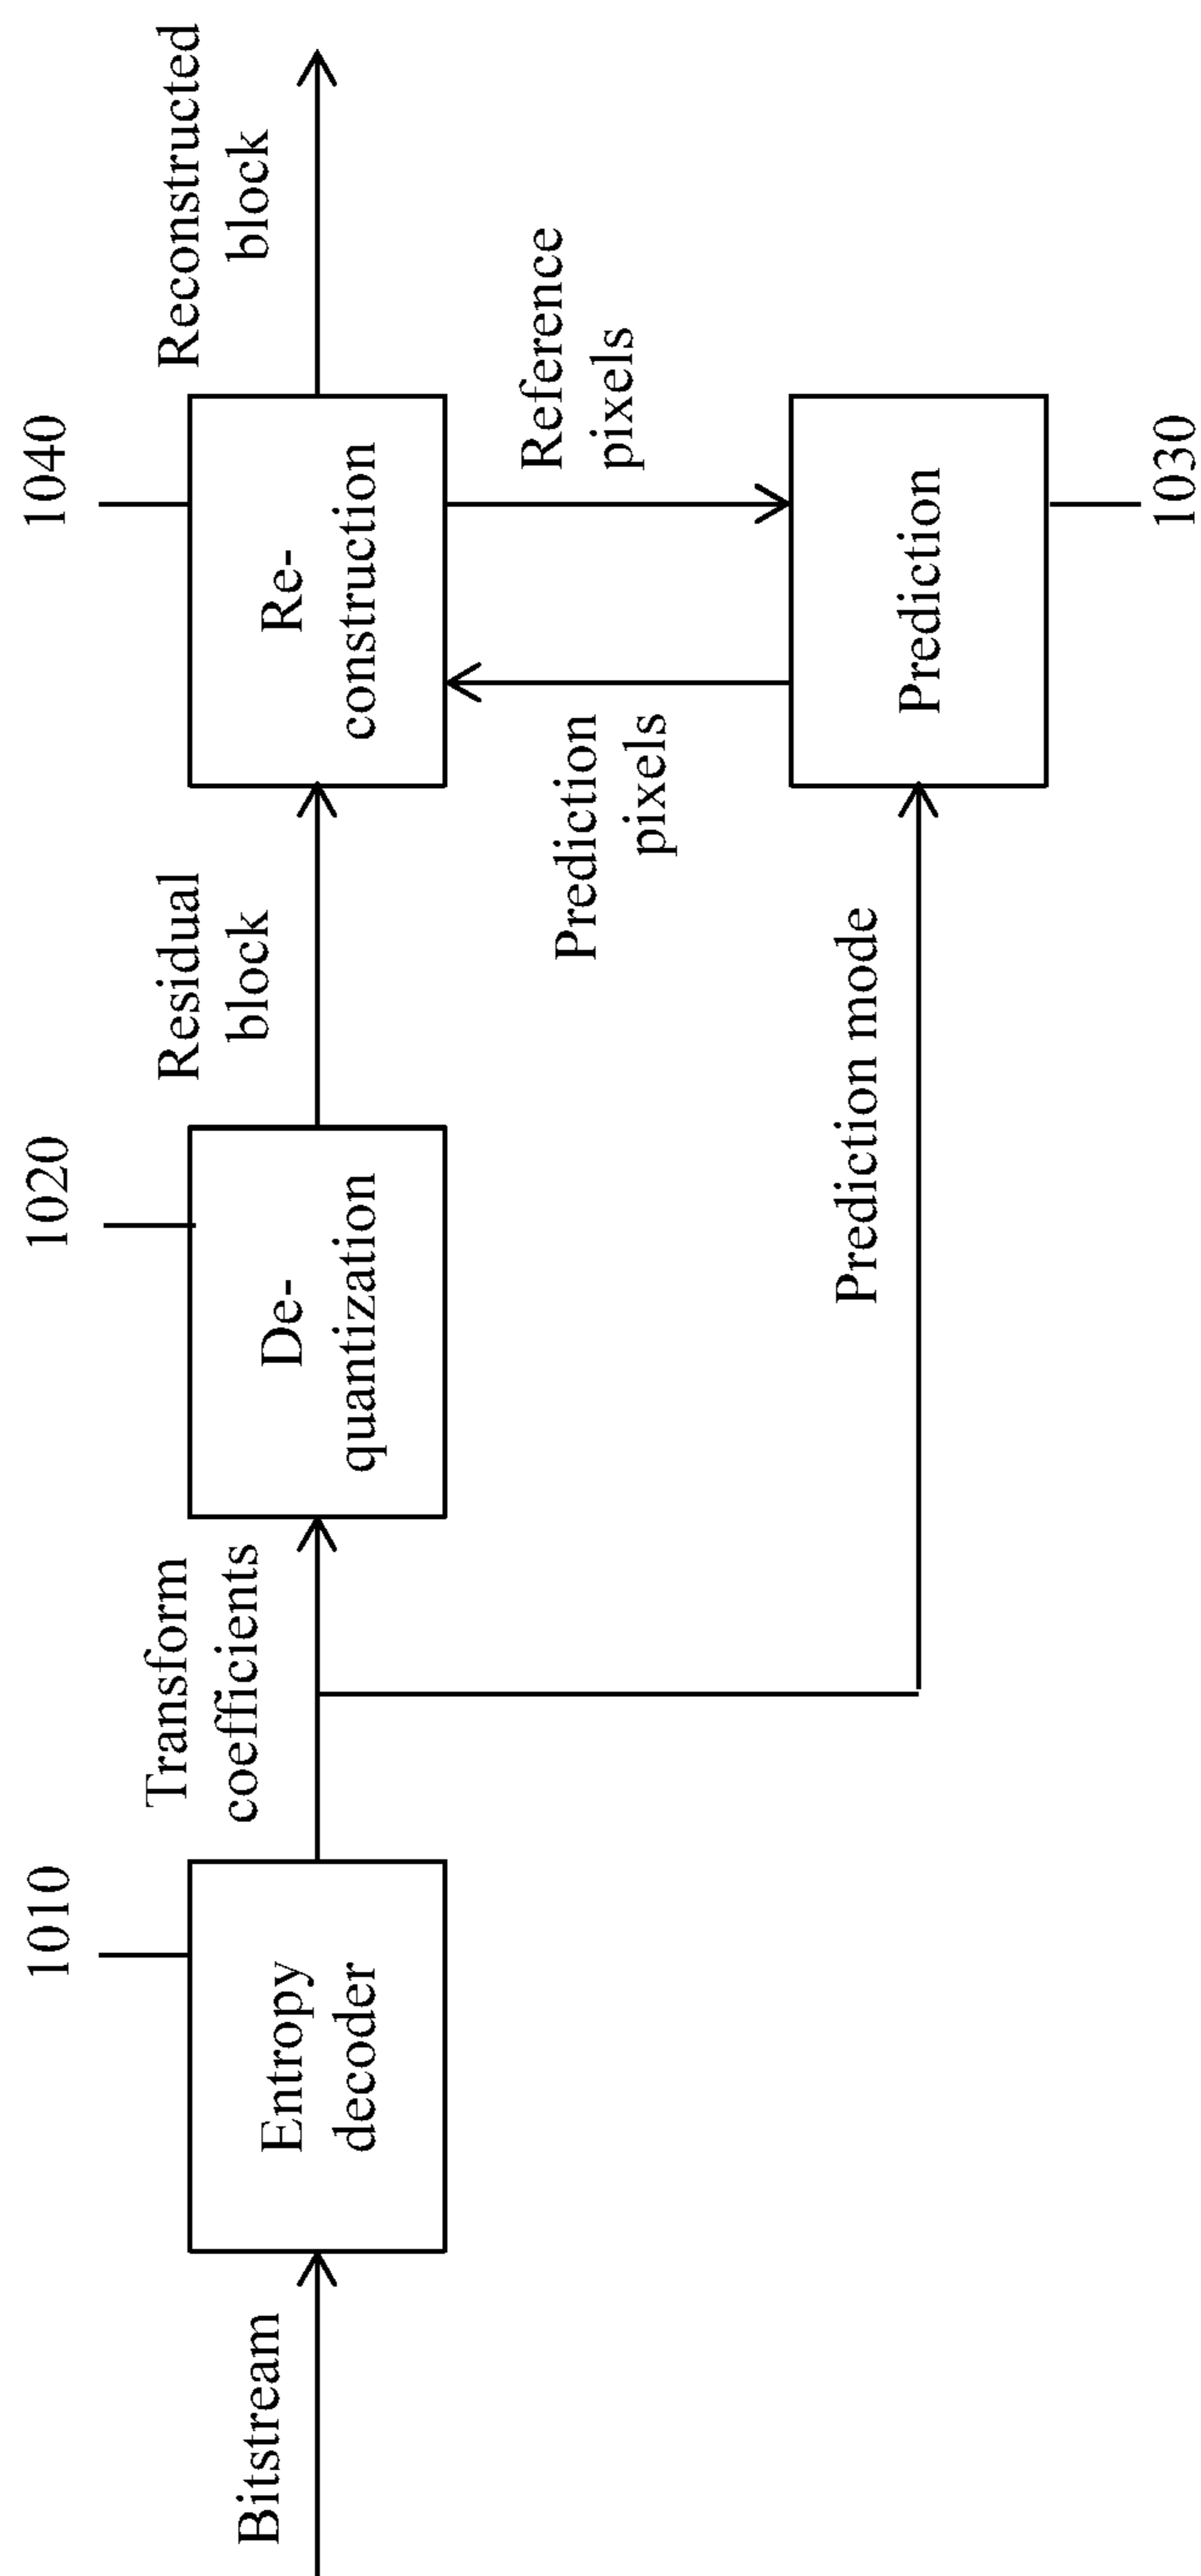 1010
1020
1040
Bitstream
Entropy
decoder
Transform
coefficients
De-
quantization
Residual
block
Re-
construction
Reconstructed
block
Prediction
pixels
Reference
pixels
Prediction mode
Prediction
1030